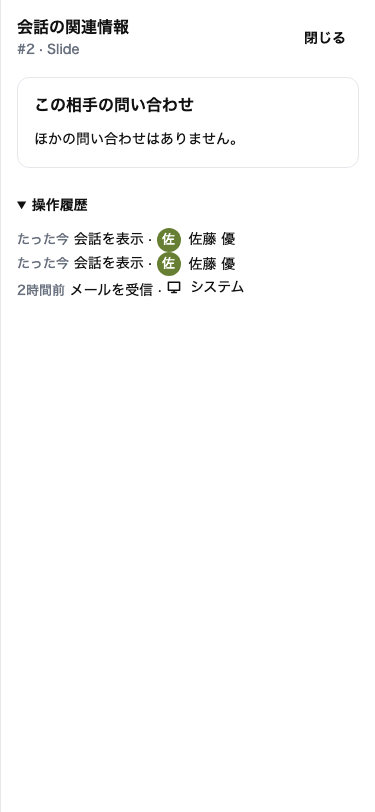 会話の関連情報
#2 · Slide
閉じる
この相手の問い合わせ
ほかの問い合わせはありません。
▼ 操作履歴
たった今 会話を表示 · 佐 佐藤 優
たった今 会話を表示 · 佐 佐藤 優
2時間前 メールを受信 · システム